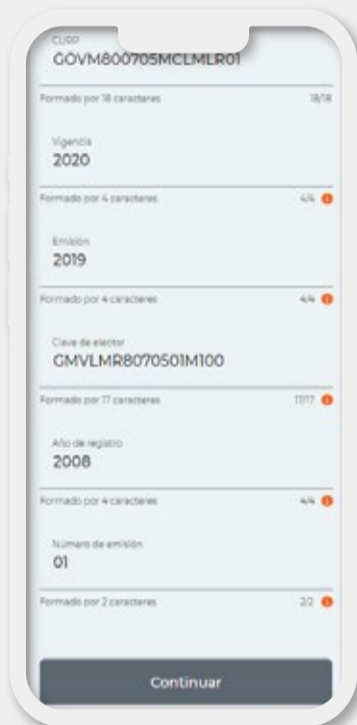 CURP
GOVM800705MCLMLR01
Formado por 18 caracteres 18/18
Vigencia
2020
Formado por 4 caracteres 4/4
Emisión
2019
Formado por 4 caracteres 4/4
Clave de elector
GMVLMR8070501M100
Formado por 17 caracteres 17/17
Año de registro
2008
Formado por 4 caracteres 4/4
Número de emisión
01
Formado por 2 caracteres 2/2
Continuar